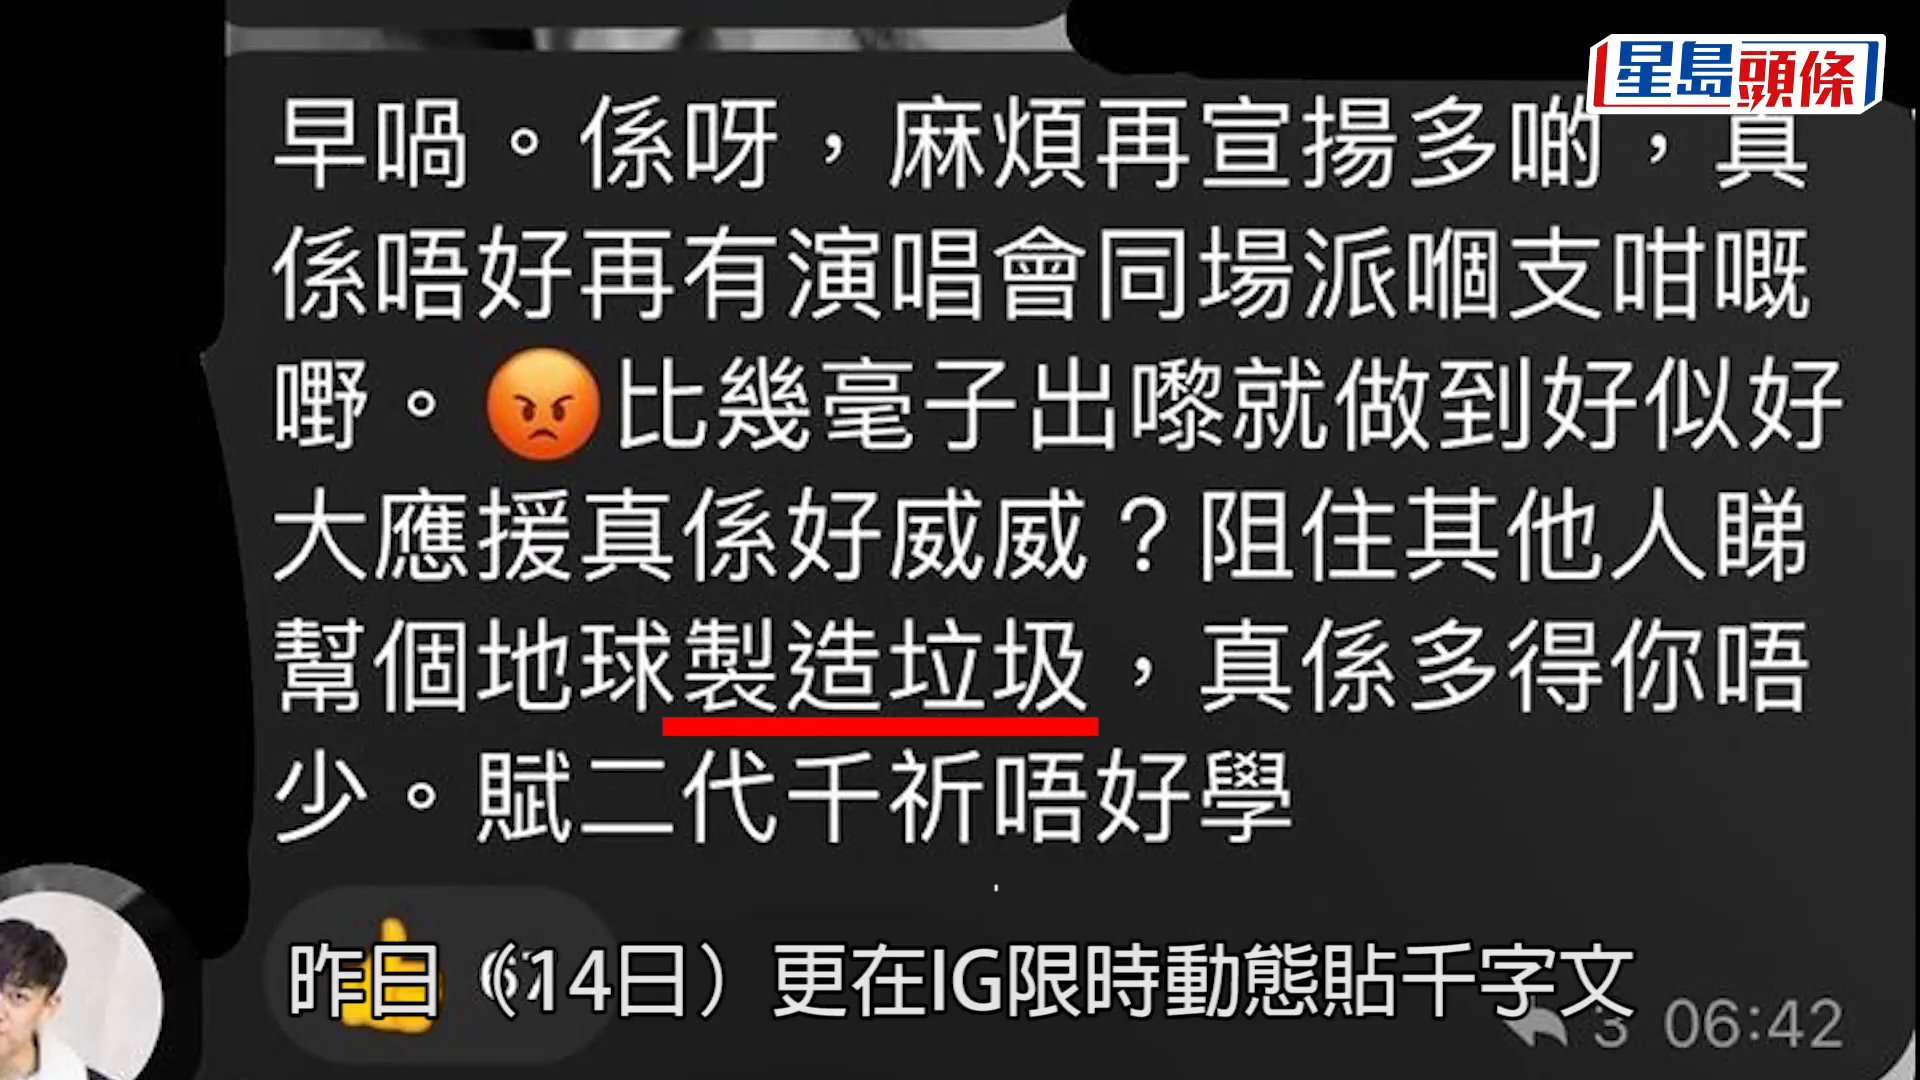 星島頭條
早喎。係呀，麻煩再宣揚多啲，真
係唔好再有演唱會同場派嗰支咁嘅
嘢。😡比幾毫子出嚟就做到好似好
大應援真係好威威？阻住其他人睇
幫個地球製造垃圾，真係多得你唔
少。賦二代千祈唔好學
昨日（14日）更在IG限時動態貼千字文
3 06:42